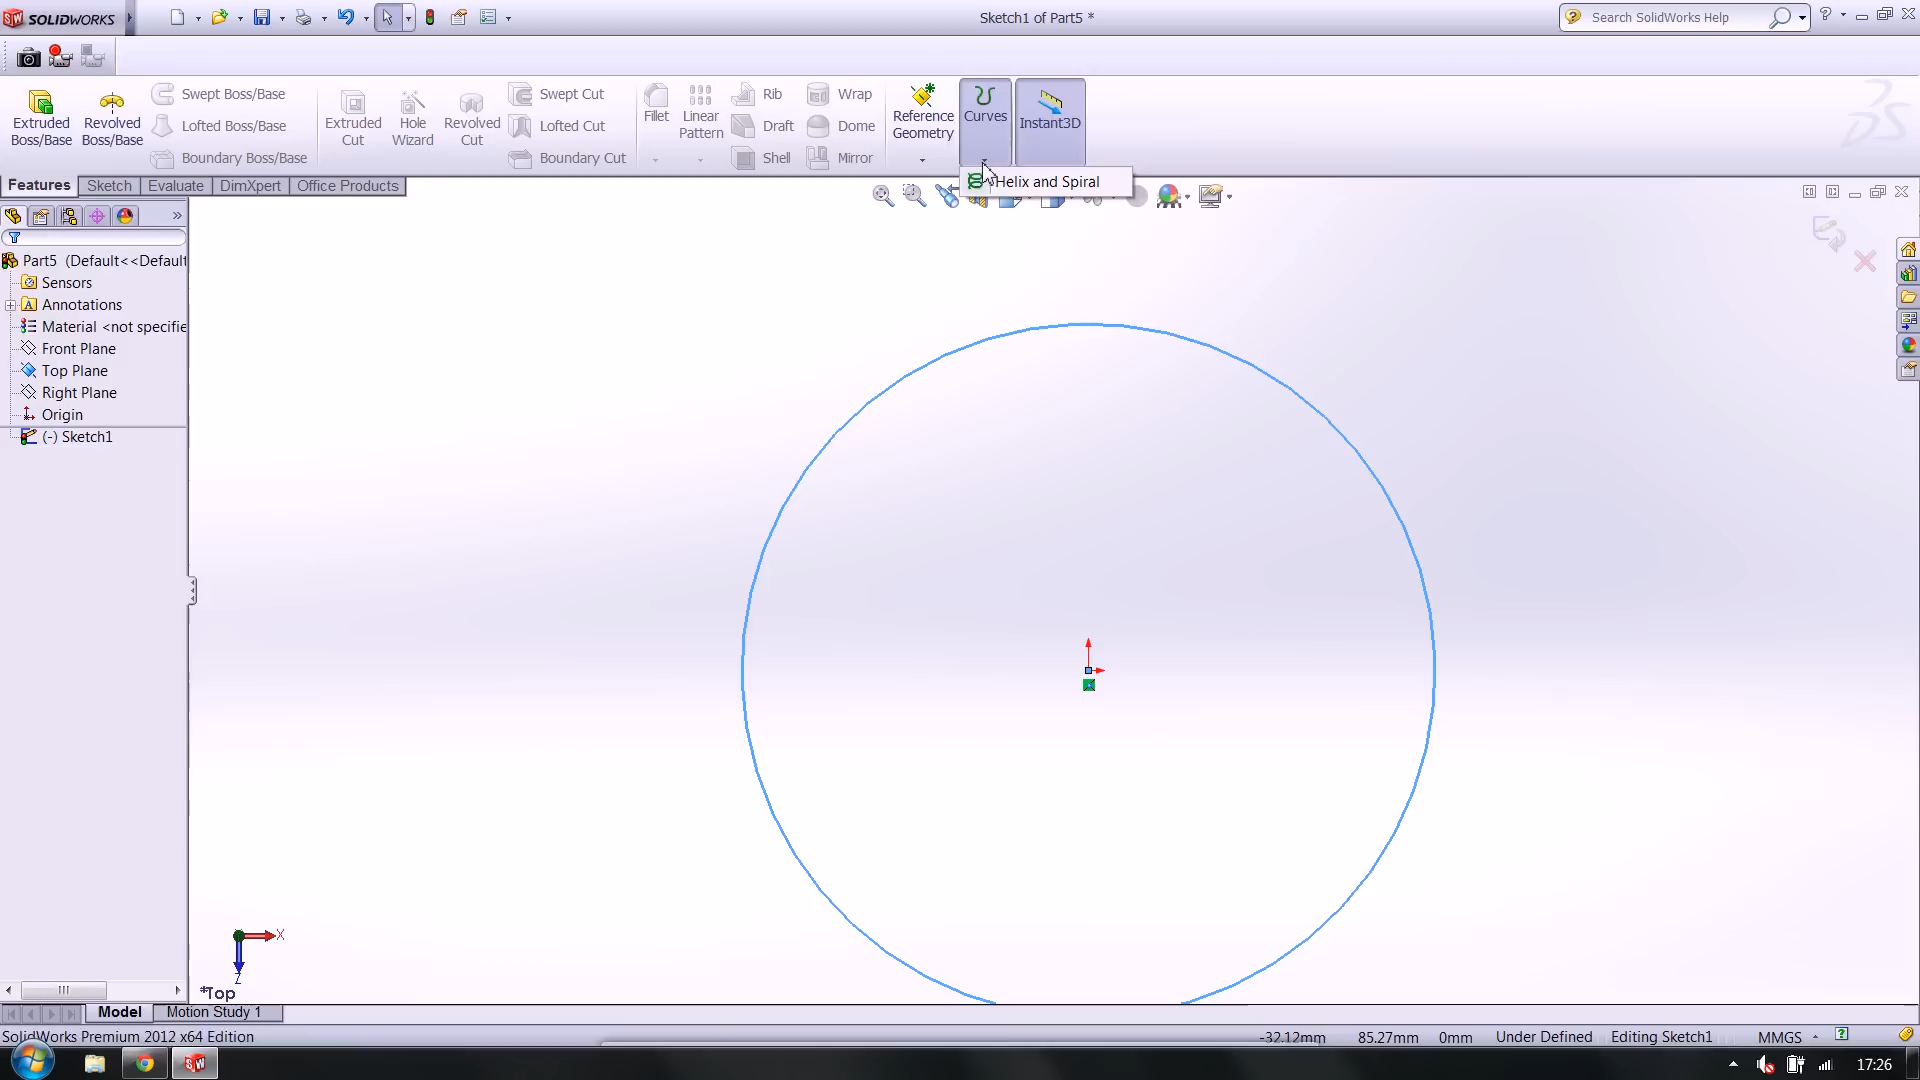 SOLIDWORKS
Sketch1 of Part5 *
Search SolidWorks Help
Extruded
Boss/Base
Revolved
Boss/Base
Swept Boss/Base
Lofted Boss/Base
Boundary Boss/Base
Extruded
Cut
Hole
Wizard
Revolved
Cut
Swept Cut
Lofted Cut
Boundary Cut
Fillet
Linear
Pattern
Rib
Draft
Shell
Wrap
Dome
Mirror
Reference
Geometry
Curves
Instant3D
Helix and Spiral
Features
Sketch
Evaluate
DimXpert
Office Products
Part5 (Default<<Default
Sensors
Annotations
Material <not specifie
Front Plane
Top Plane
Right Plane
Origin
(-) Sketch1
X
Z
*Top
Model
Motion Study 1
SolidWorks Premium 2012 x64 Edition
-32.12mm
85.27mm
0mm
Under Defined
Editing Sketch1
MMGS
17:26